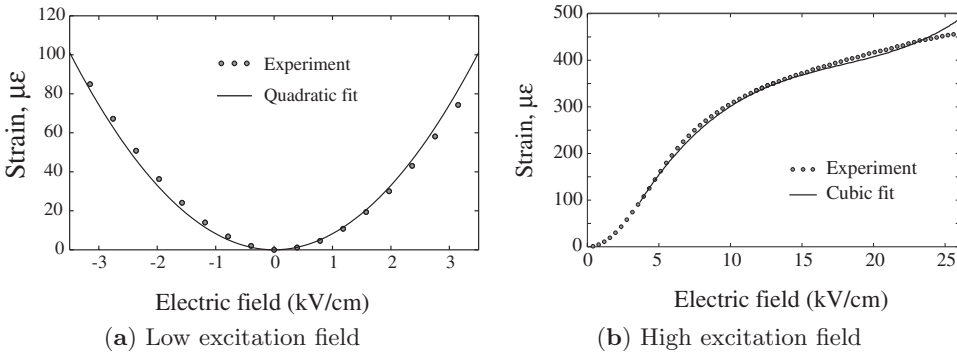 120
100
80
60
40
20
0
Strain, με
Experiment
Quadratic fit
-3 -2 -1 0 1 2 3
Electric field (kV/cm)
(a) Low excitation field
500
400
300
200
100
0
Strain, με
Experiment
Cubic fit
0 5 10 15 20 25
Electric field (kV/cm)
(b) High excitation field